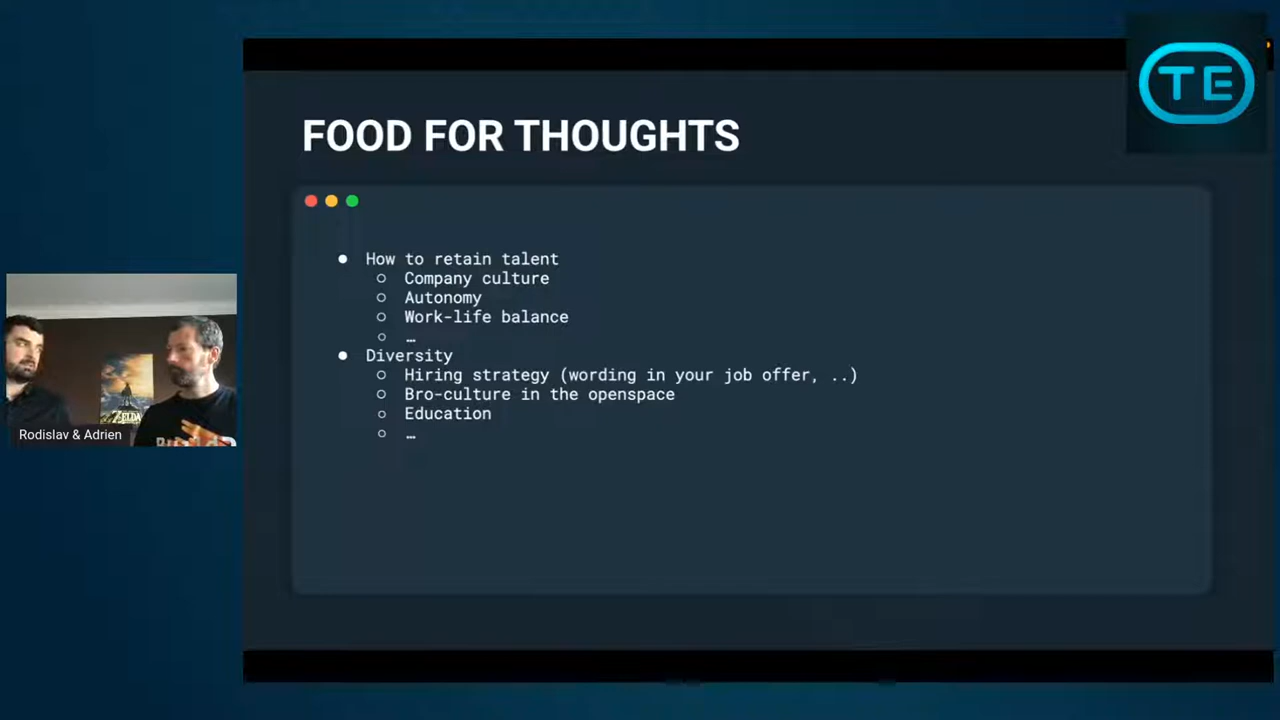 TE
FOOD FOR THOUGHTS
● How to retain talent
○ Company culture
○ Autonomy
○ Work-life balance
○ …
● Diversity
○ Hiring strategy (wording in your job offer, ..)
○ Bro-culture in the openspace
○ Education
○ …
ZELDA
Rodislav & Adrien